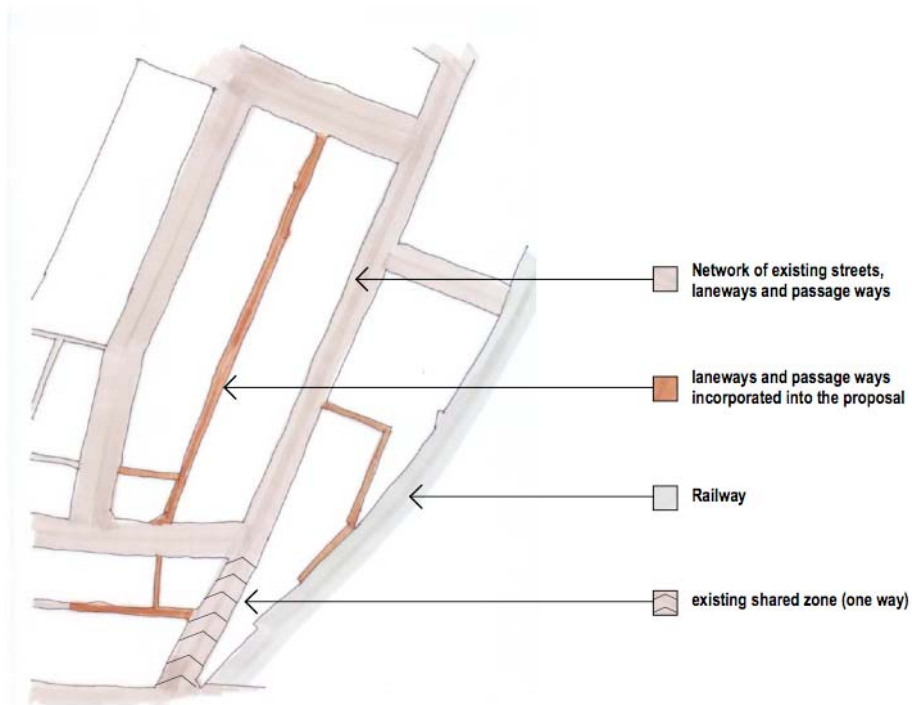 Network of existing streets,
laneways and passage ways
laneways and passage ways
incorporated into the proposal
Railway
existing shared zone (one way)